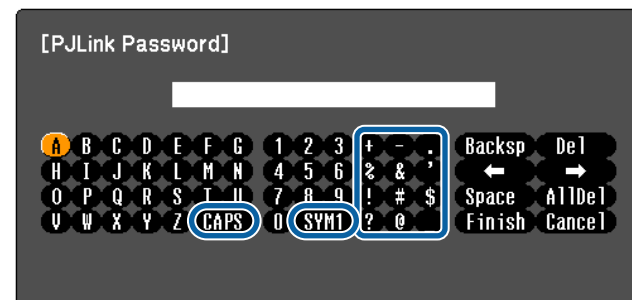 [PJLink Password]
A B C D E F G 1 2 3 + - . Backsp Del
H I J K L M N 4 5 6 % & ’ ← →
O P Q R S T U 7 8 9 ! # $ Space AllDel
V W X Y Z CAPS 0 SYM1 ? @ Finish Cancel